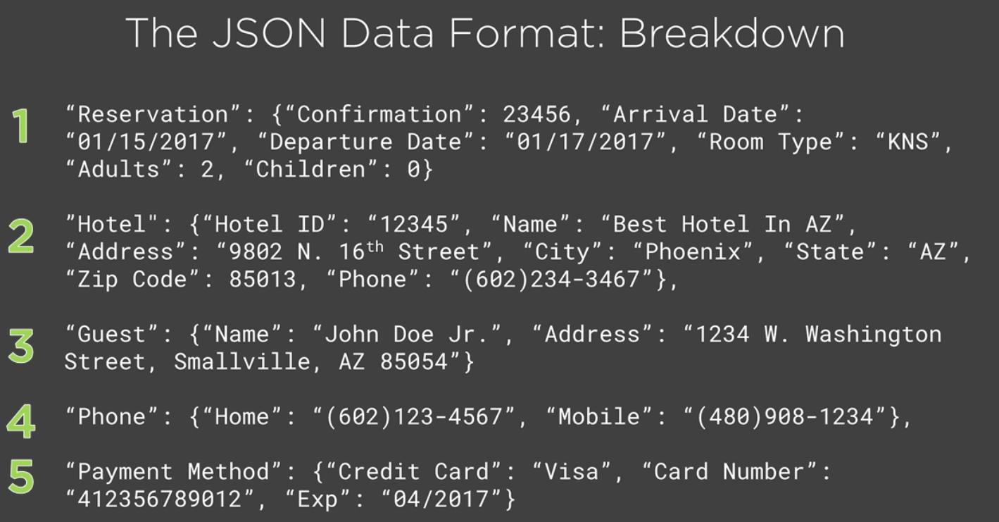 The JSON Data Format: Breakdown
1
“Reservation”: {“Confirmation”: 23456, “Arrival Date”:
“01/15/2017”, “Departure Date”: “01/17/2017”, “Room Type”: “KNS”,
“Adults”: 2, “Children”: 0}
2
”Hotel": {“Hotel ID”: “12345”, “Name”: “Best Hotel In AZ”,
“Address”: “9802 N. 16th Street”, “City”: “Phoenix”, “State”: “AZ”,
“Zip Code”: 85013, “Phone”: “(602)234-3467”},
3
“Guest”: {“Name”: “John Doe Jr.”, “Address”: “1234 W. Washington
Street, Smallville, AZ 85054”}
4
“Phone”: {“Home”: “(602)123-4567”, “Mobile”: “(480)908-1234”},
5
“Payment Method”: {“Credit Card”: “Visa”, “Card Number”:
“412356789012”, “Exp”: “04/2017”}